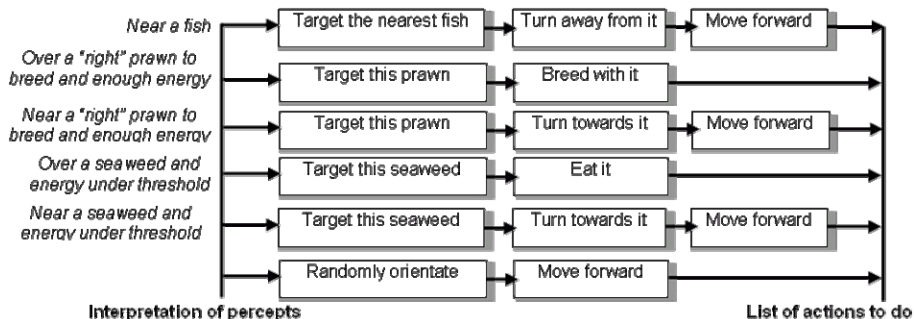 Near a fish
Target the nearest fish
Turn away from it
Move forward
Over a "right" prawn to
breed and enough energy
Target this prawn
Breed with it
Near a "right" prawn to
breed and enough energy
Target this prawn
Turn towards it
Move forward
Over a seaweed and
energy under threshold
Target this seaweed
Eat it
Near a seaweed and
energy under threshold
Target this seaweed
Turn towards it
Move forward
Randomly orientate
Move forward
Interpretation of percepts
List of actions to do